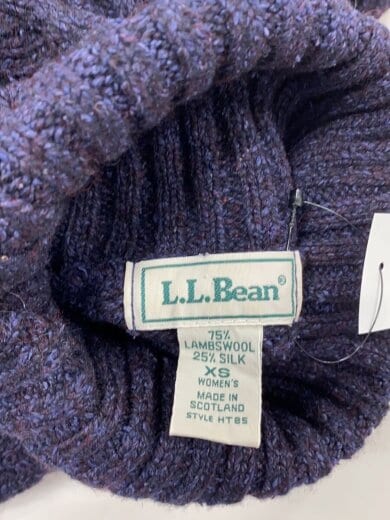 L.L.Bean®
75%
LAMBSWOOL
25% SILK
XS
WOMEN'S
MADE IN
SCOTLAND
STYLE HT85